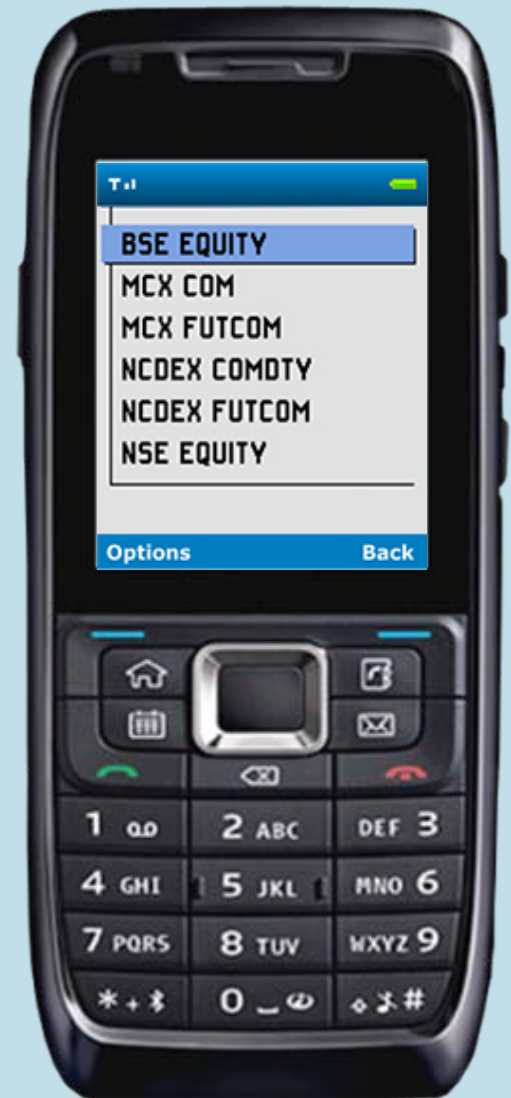 BSE EQUITY
MCX COM
MCX FUTCOM
NCDEX COMDTY
NCDEX FUTCOM
NSE EQUITY
Options Back
1
2 ABC
DEF 3
4 GHI
5 JKL
MNO 6
7 PQRS
8 TUV
WXYZ 9
* +
0
#